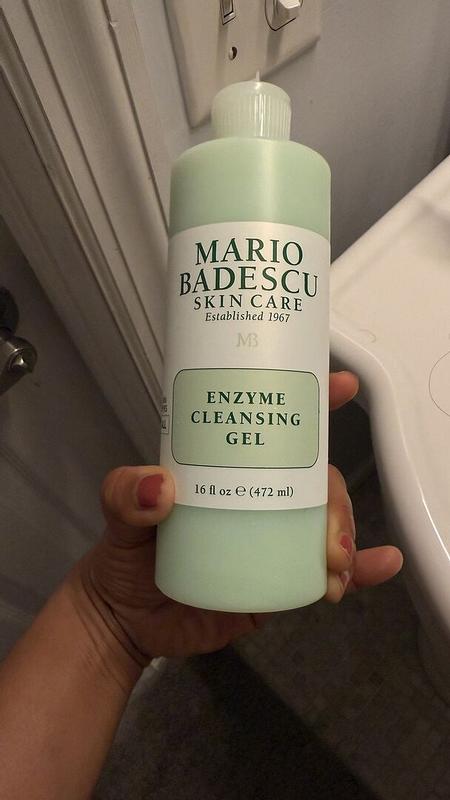 MARIO
BADESCU
SKIN CARE
Established 1967
MB
ENZYME
CLEANSING
GEL
16 fl oz ℮ (472 ml)